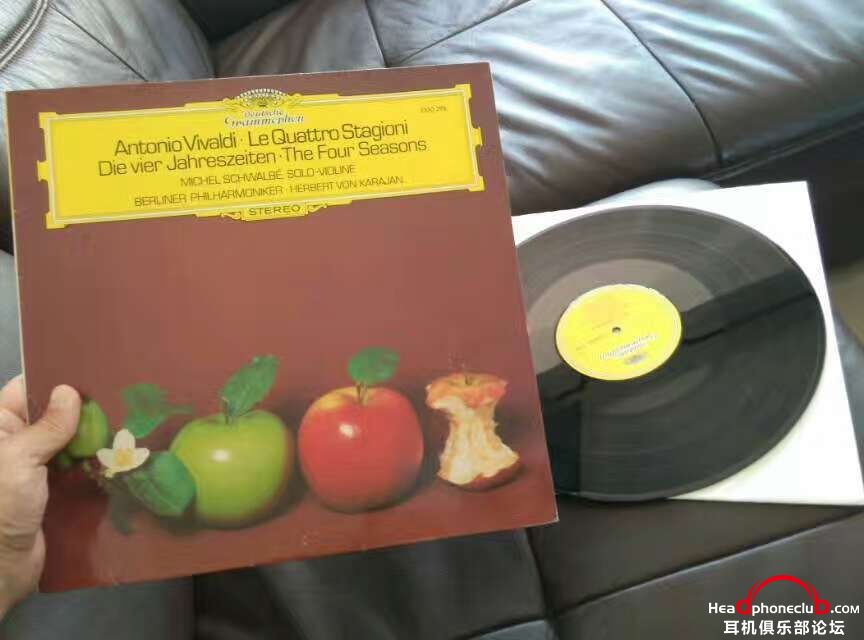 Deutsche
Grammophon
Antonio Vivaldi · Le Quattro Stagioni
Die vier Jahreszeiten · The Four Seasons
MICHEL SCHWALBÉ, SOLO-VIOLINE
BERLINER PHILHARMONIKER · HERBERT VON KARAJAN
STEREO
Headphoneclub.com
耳机俱乐部论坛